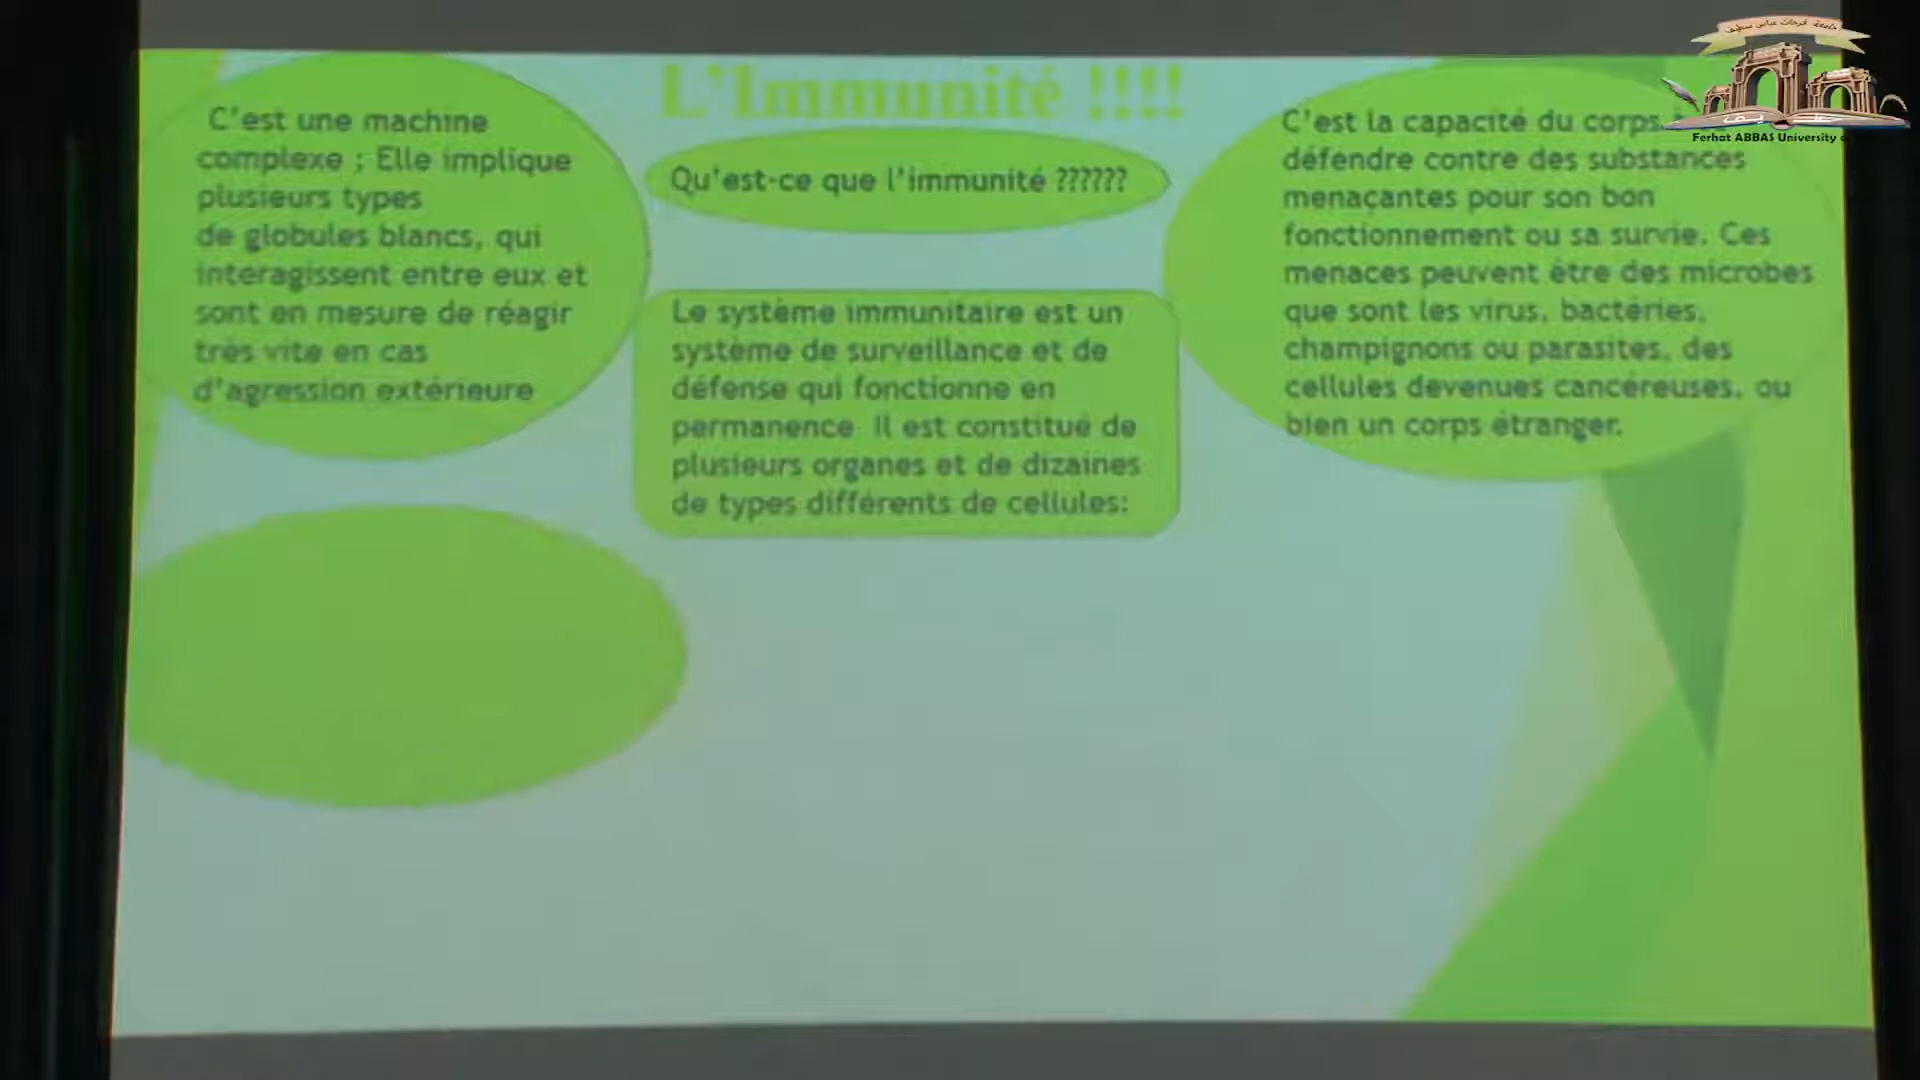 L'Immunité !!!!
Qu'est-ce que l'immunité ??????
C'est une machine
complexe ; Elle implique
plusieurs types
de globules blancs, qui
interagissent entre eux et
sont en mesure de réagir
très vite en cas
d'agression extérieure
Le système immunitaire est un
système de surveillance et de
défense qui fonctionne en
permanence Il est constitué de
plusieurs organes et de dizaines
de types différents de cellules:
C'est la capacité du corps
défendre contre des substances
menaçantes pour son bon
fonctionnement ou sa survie. Ces
menaces peuvent être des microbes
que sont les virus, bactéries,
champignons ou parasites, des
cellules devenues cancéreuses, ou
bien un corps étranger.
جامعة فرحات عباس سطيف
Ferhat ABBAS University